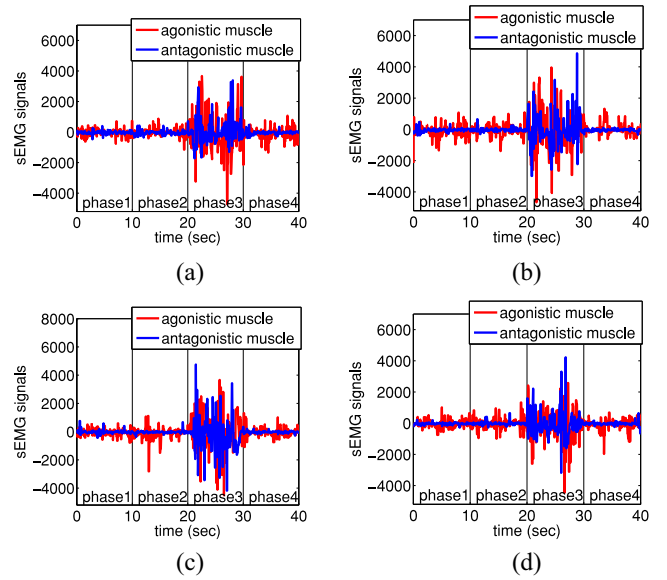 agonistic muscle
antagonistic muscle
sEMG signals
6000
4000
2000
0
−2000
−4000
phase1 phase2 phase3 phase4
0 10 20 30 40
time (sec)
(a)
agonistic muscle
antagonistic muscle
sEMG signals
6000
4000
2000
0
−2000
−4000
phase1 phase2 phase3 phase4
0 10 20 30 40
time (sec)
(b)
agonistic muscle
antagonistic muscle
sEMG signals
8000
6000
4000
2000
0
−2000
−4000
phase1 phase2 phase3 phase4
0 10 20 30 40
time (sec)
(c)
agonistic muscle
antagonistic muscle
sEMG signals
6000
4000
2000
0
−2000
−4000
phase1 phase2 phase3 phase4
0 10 20 30 40
time (sec)
(d)